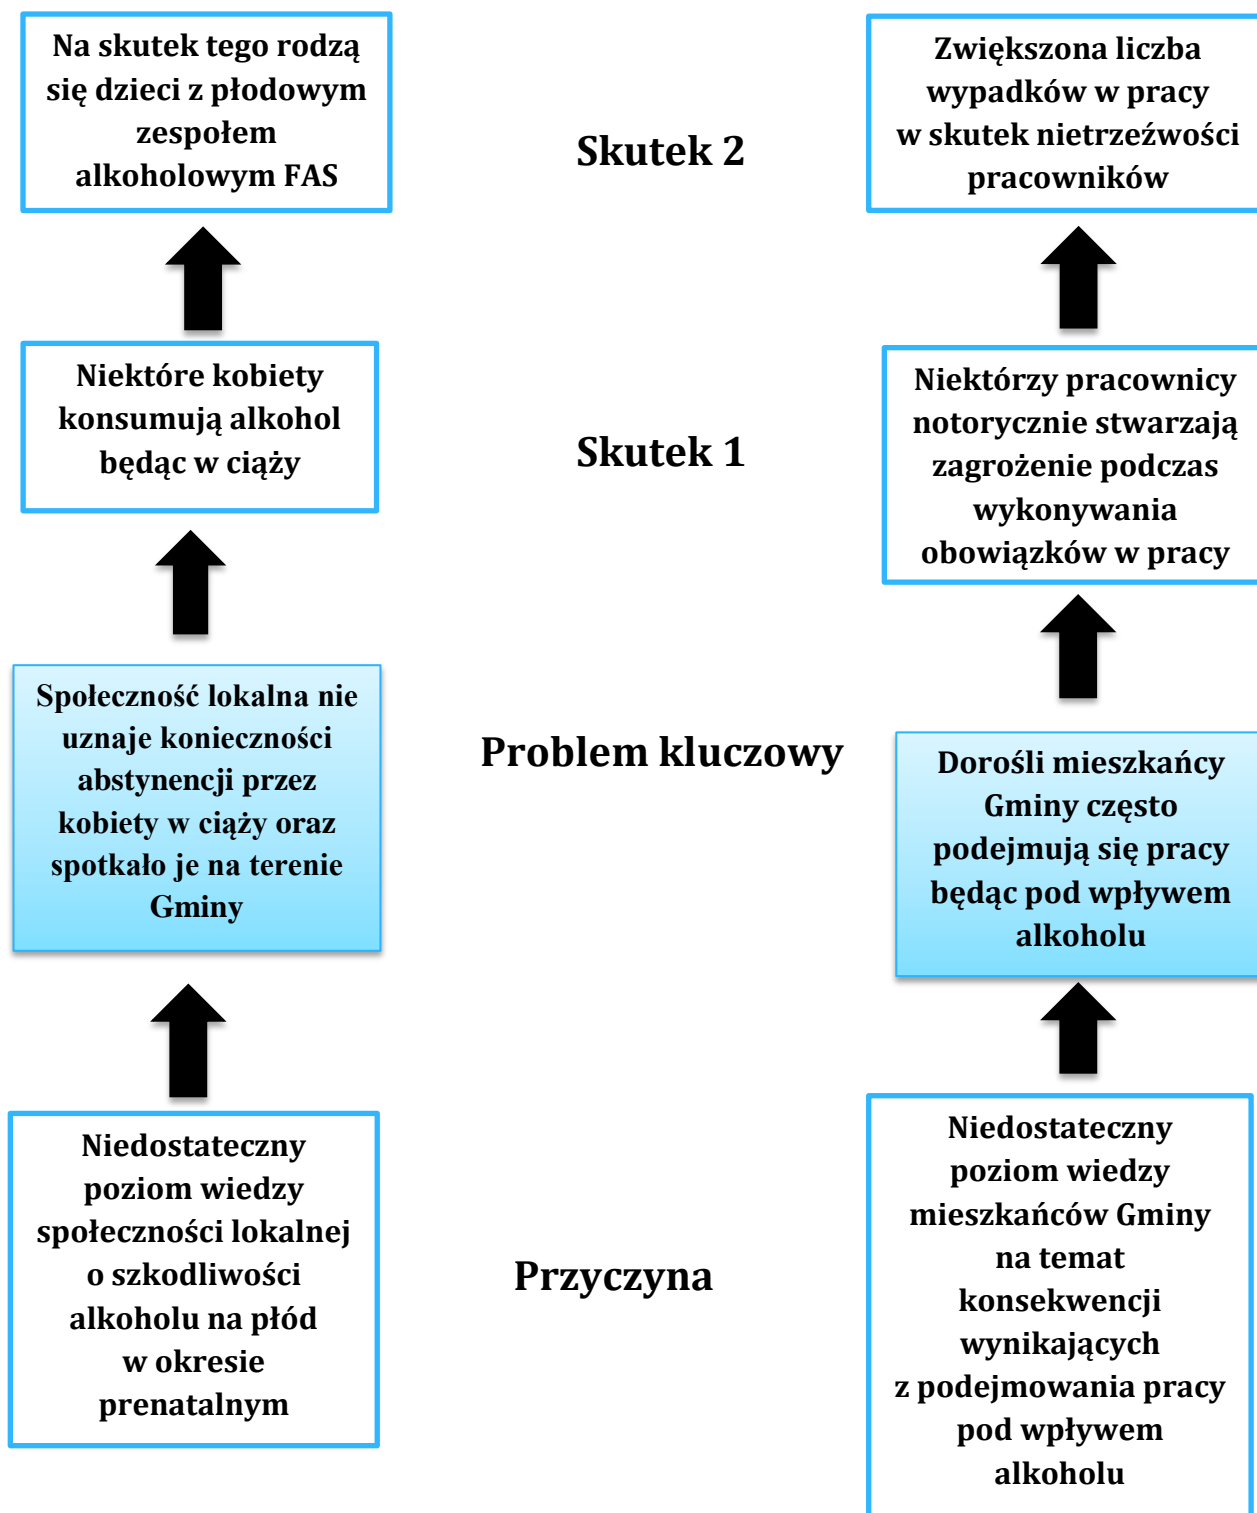 Na skutek tego rodzą
się dzieci z płodowym
zespołem
alkoholowym FAS
Skutek 2
Zwiększona liczba
wypadków w pracy
w skutek nietrzeźwości
pracowników
Niektóre kobiety
konsumują alkohol
będąc w ciąży
Skutek 1
Niektórzy pracownicy
notorycznie stwarzają
zagrożenie podczas
wykonywania
obowiązków w pracy
Społeczność lokalna nie
uznaje konieczności
abstynencji przez
kobiety w ciąży oraz
spotkało je na terenie
Gminy
Problem kluczowy
Dorośli mieszkańcy
Gminy często
podejmują się pracy
będąc pod wpływem
alkoholu
Niedostateczny
poziom wiedzy
społeczności lokalnej
o szkodliwości
alkoholu na płód
w okresie
prenatalnym
Przyczyna
Niedostateczny
poziom wiedzy
mieszkańców Gminy
na temat
konsekwencji
wynikających
z podejmowania pracy
pod wpływem
alkoholu